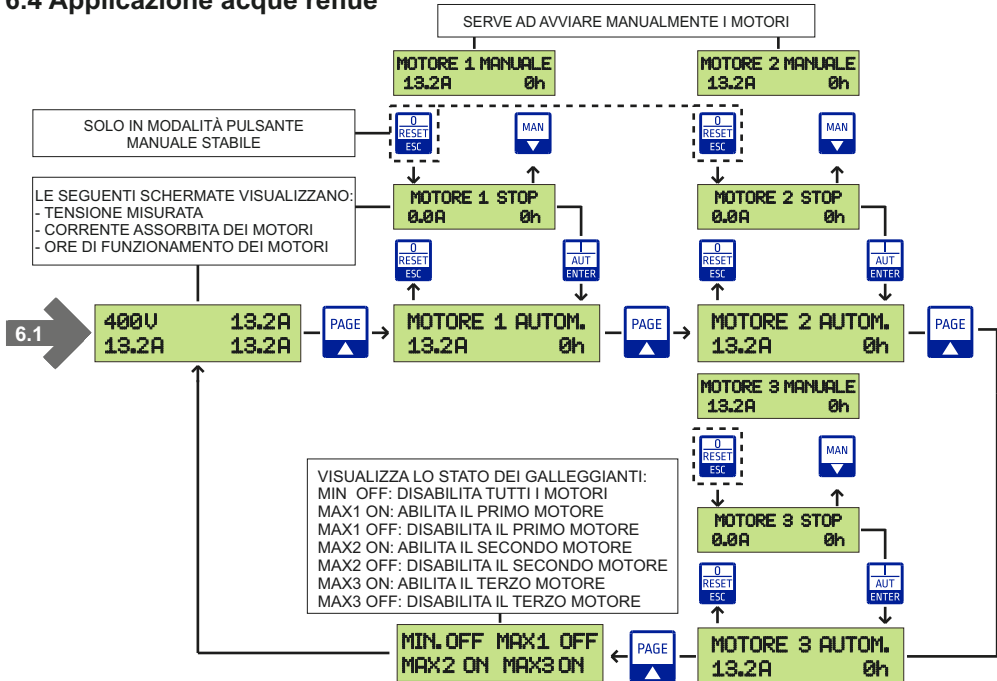 6.4 Applicazione acque reflue
SERVE AD AVVIARE MANUALMENTE I MOTORI
MOTORE 1 MANUALE
13.2A 0h
MOTORE 2 MANUALE
13.2A 0h
SOLO IN MODALITÀ PULSANTE
MANUALE STABILE
0
RESET
ESC
MAN
0
RESET
ESC
MAN
LE SEGUENTI SCHERMATE VISUALIZZANO:
- TENSIONE MISURATA
- CORRENTE ASSORBITA DEI MOTORI
- ORE DI FUNZIONAMENTO DEI MOTORI
MOTORE 1 STOP
0.0A 0h
MOTORE 2 STOP
0.0A 0h
0
RESET
ESC
I
AUT
ENTER
0
RESET
ESC
I
AUT
ENTER
6.1
400V 13.2A
13.2A 13.2A
PAGE
MOTORE 1 AUTOM.
13.2A 0h
PAGE
MOTORE 2 AUTOM.
13.2A 0h
PAGE
MOTORE 3 MANUALE
13.2A 0h
0
RESET
ESC
MAN
VISUALIZZA LO STATO DEI GALLEGGIANTI:
MIN OFF: DISABILITA TUTTI I MOTORI
MAX1 ON: ABILITA IL PRIMO MOTORE
MAX1 OFF: DISABILITA IL PRIMO MOTORE
MAX2 ON: ABILITA IL SECONDO MOTORE
MAX2 OFF: DISABILITA IL SECONDO MOTORE
MAX3 ON: ABILITA IL TERZO MOTORE
MAX3 OFF: DISABILITA IL TERZO MOTORE
MOTORE 3 STOP
0.0A 0h
0
RESET
ESC
I
AUT
ENTER
MIN.OFF MAX1 OFF
MAX2 ON MAX3 ON
PAGE
MOTORE 3 AUTOM.
13.2A 0h